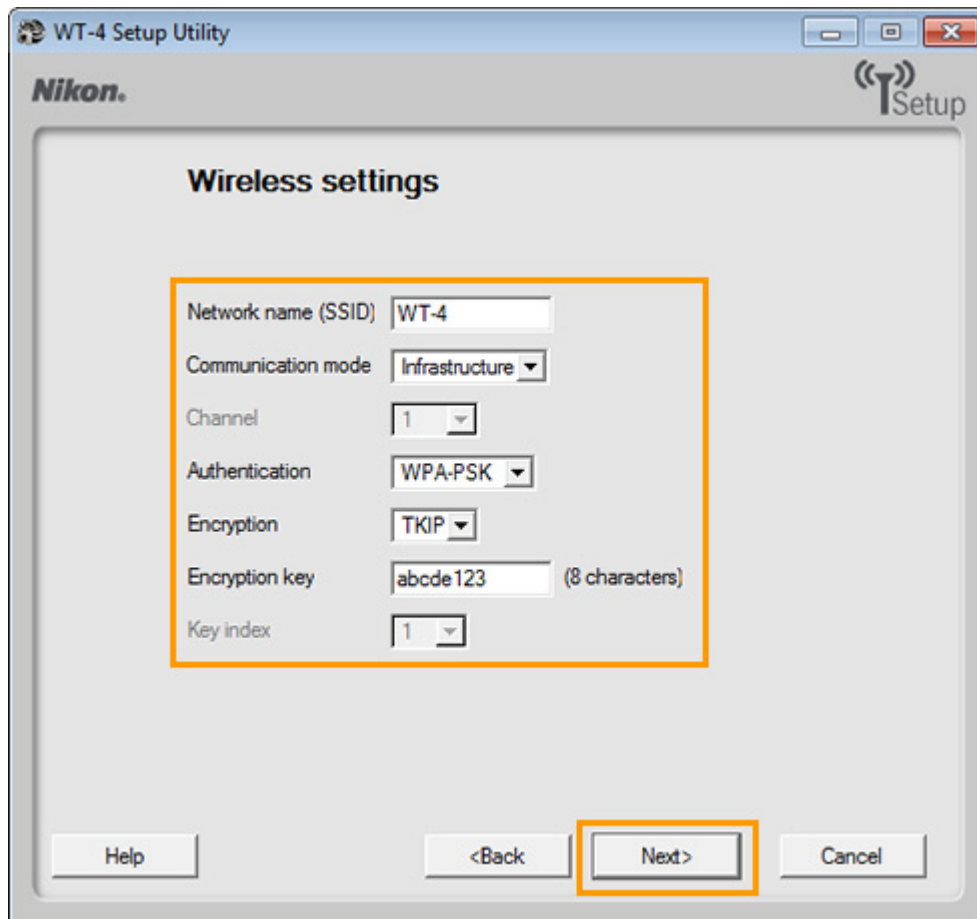 WT-4 Setup Utility
Nikon.
Setup
Wireless settings
Network name (SSID) WT-4
Communication mode Infrastructure
Channel 1
Authentication WPA-PSK
Encryption TKIP
Encryption key abcde123 (8 characters)
Key index 1
Help <Back Next> Cancel